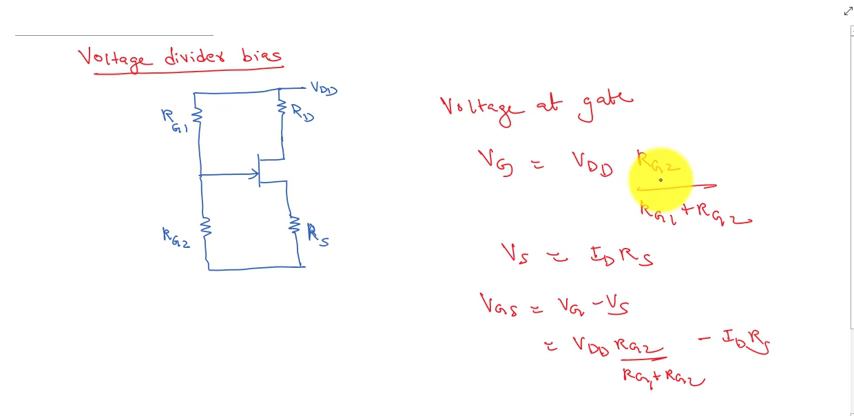 Voltage divider bias
VDD
RG1
RD
RG2
RS
Voltage at gate
VG = VDD RG2
RG1+RG2
VS = IDRS
VGS = VG - VS
= VDD RG2 - IDRS
RG1+RG2